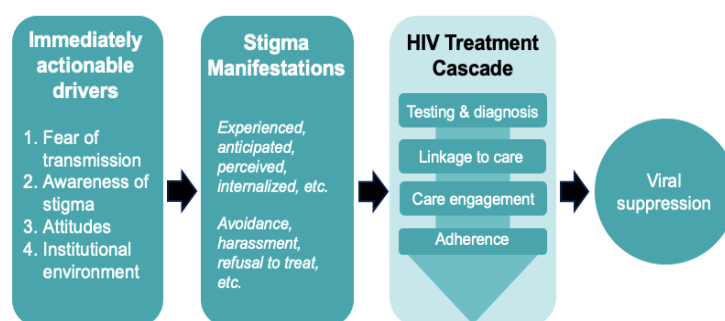 Immediately
actionable
drivers
1. Fear of
transmission
2. Awareness of
stigma
3. Attitudes
4. Institutional
environment
Stigma
Manifestations
Experienced,
anticipated,
perceived,
internalized, etc.
Avoidance,
harassment,
refusal to treat,
etc.
HIV Treatment
Cascade
Testing & diagnosis
Linkage to care
Care engagement
Adherence
Viral
suppression